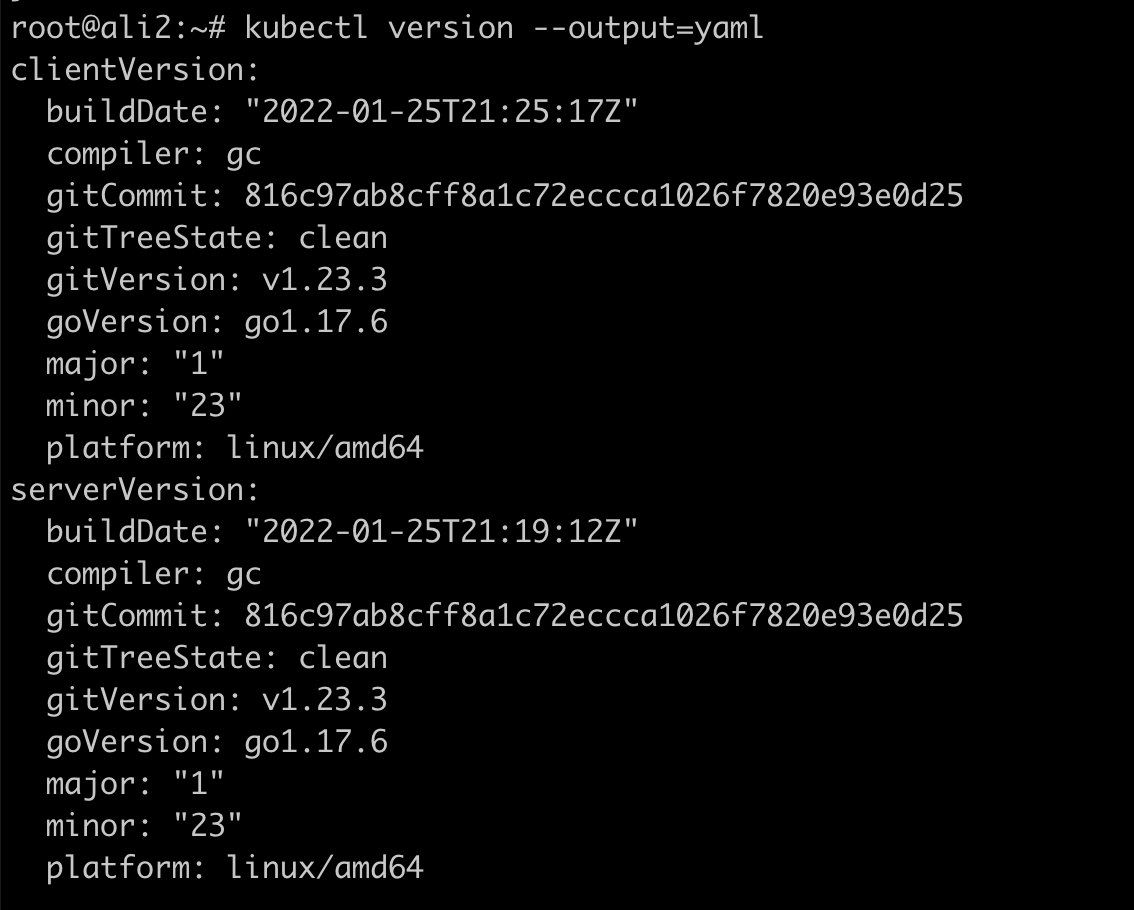 root@ali2:~# kubectl version --output=yaml
clientVersion:
  buildDate: "2022-01-25T21:25:17Z"
  compiler: gc
  gitCommit: 816c97ab8cff8a1c72eccca1026f7820e93e0d25
  gitTreeState: clean
  gitVersion: v1.23.3
  goVersion: go1.17.6
  major: "1"
  minor: "23"
  platform: linux/amd64
serverVersion:
  buildDate: "2022-01-25T21:19:12Z"
  compiler: gc
  gitCommit: 816c97ab8cff8a1c72eccca1026f7820e93e0d25
  gitTreeState: clean
  gitVersion: v1.23.3
  goVersion: go1.17.6
  major: "1"
  minor: "23"
  platform: linux/amd64